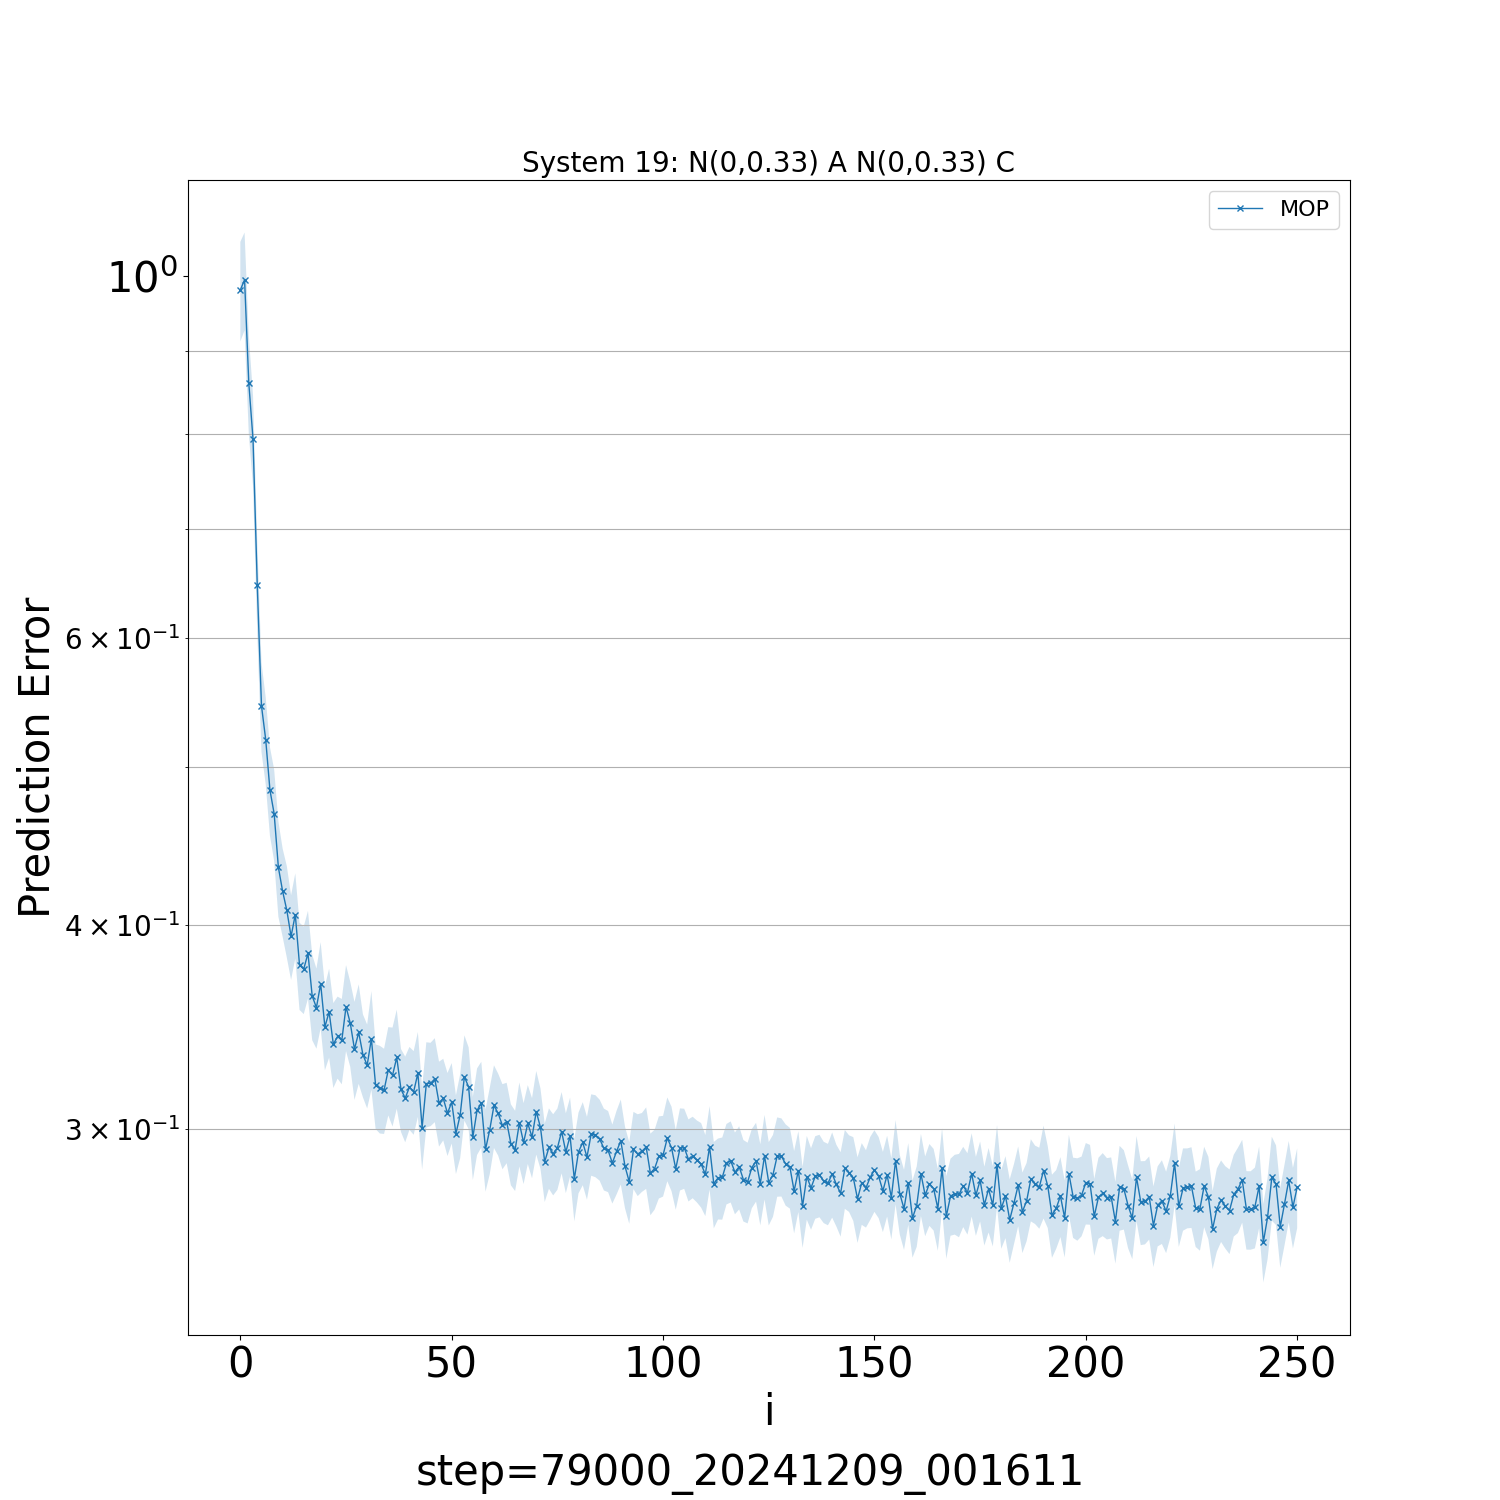 System 19: N(0,0.33) A N(0,0.33) C
MOP
10⁰
6 × 10⁻¹
4 × 10⁻¹
3 × 10⁻¹
Prediction Error
0 50 100 150 200 250
i
step=79000_20241209_001611